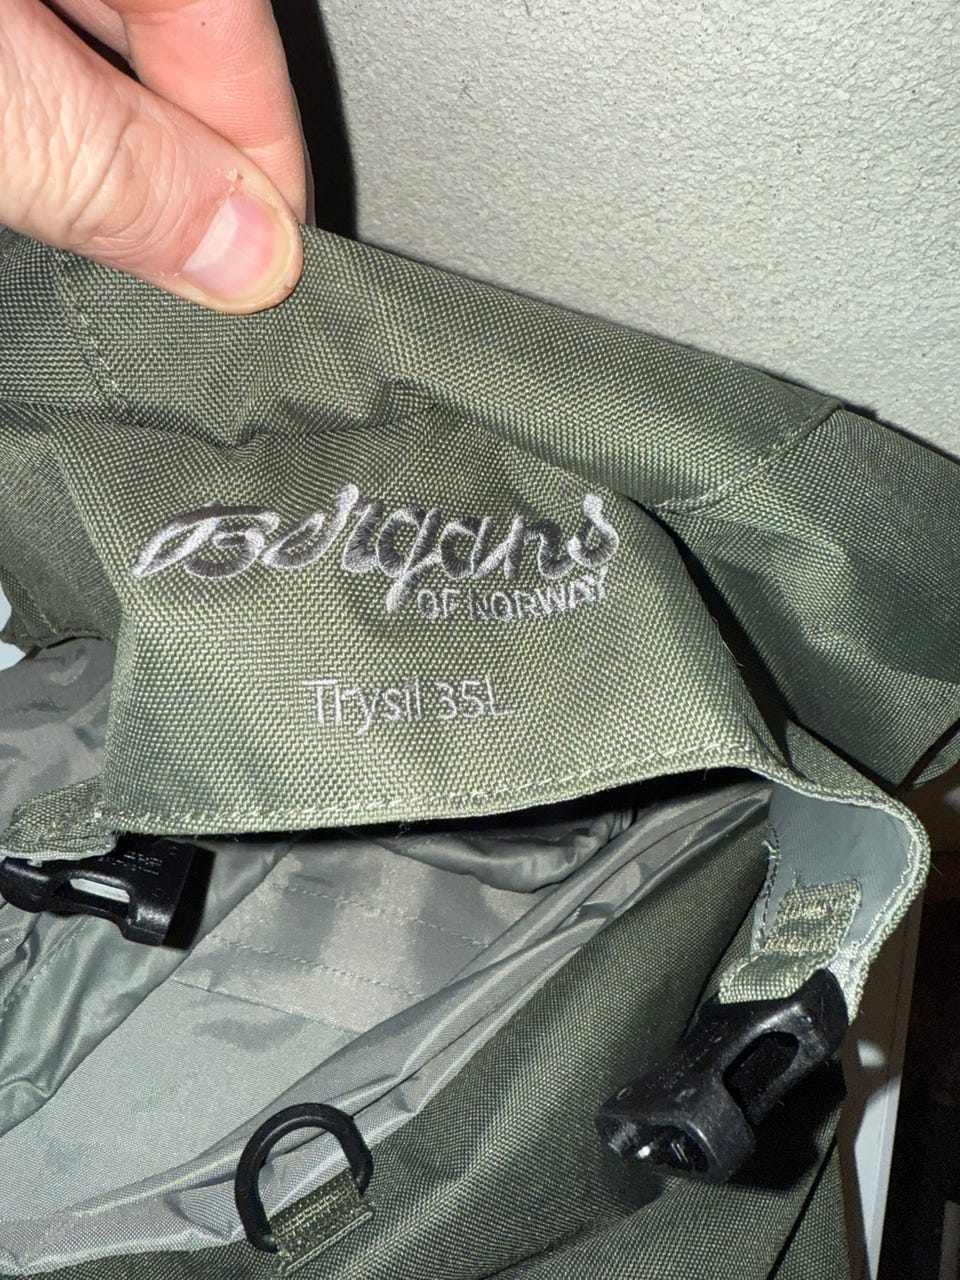 Bergans
OF NORWAY
Trysil 35l